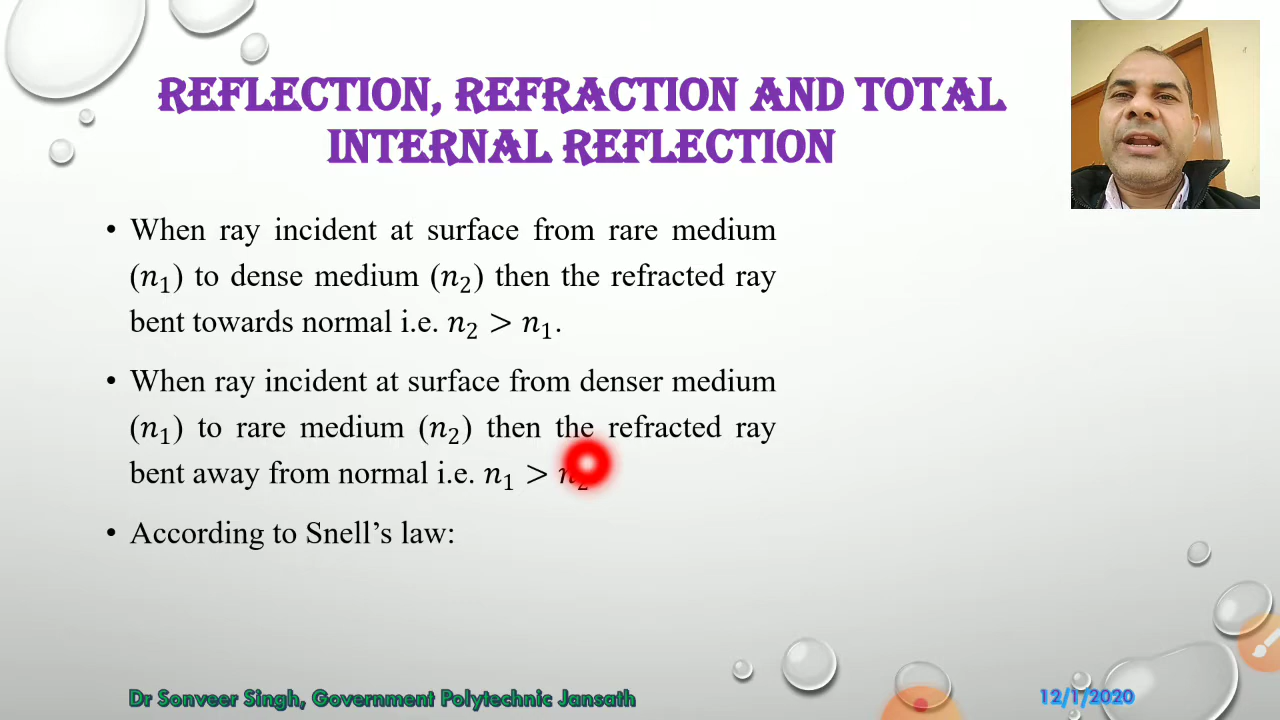 REFLECTION, REFRACTION AND TOTAL
INTERNAL REFLECTION
• When ray incident at surface from rare medium
(n₁) to dense medium (n₂) then the refracted ray
bent towards normal i.e. n₂ > n₁.
• When ray incident at surface from denser medium
(n₁) to rare medium (n₂) then the refracted ray
bent away from normal i.e. n₁ > n₂
• According to Snell’s law:
Dr Sonveer Singh, Government Polytechnic Jansath
12/1/2020